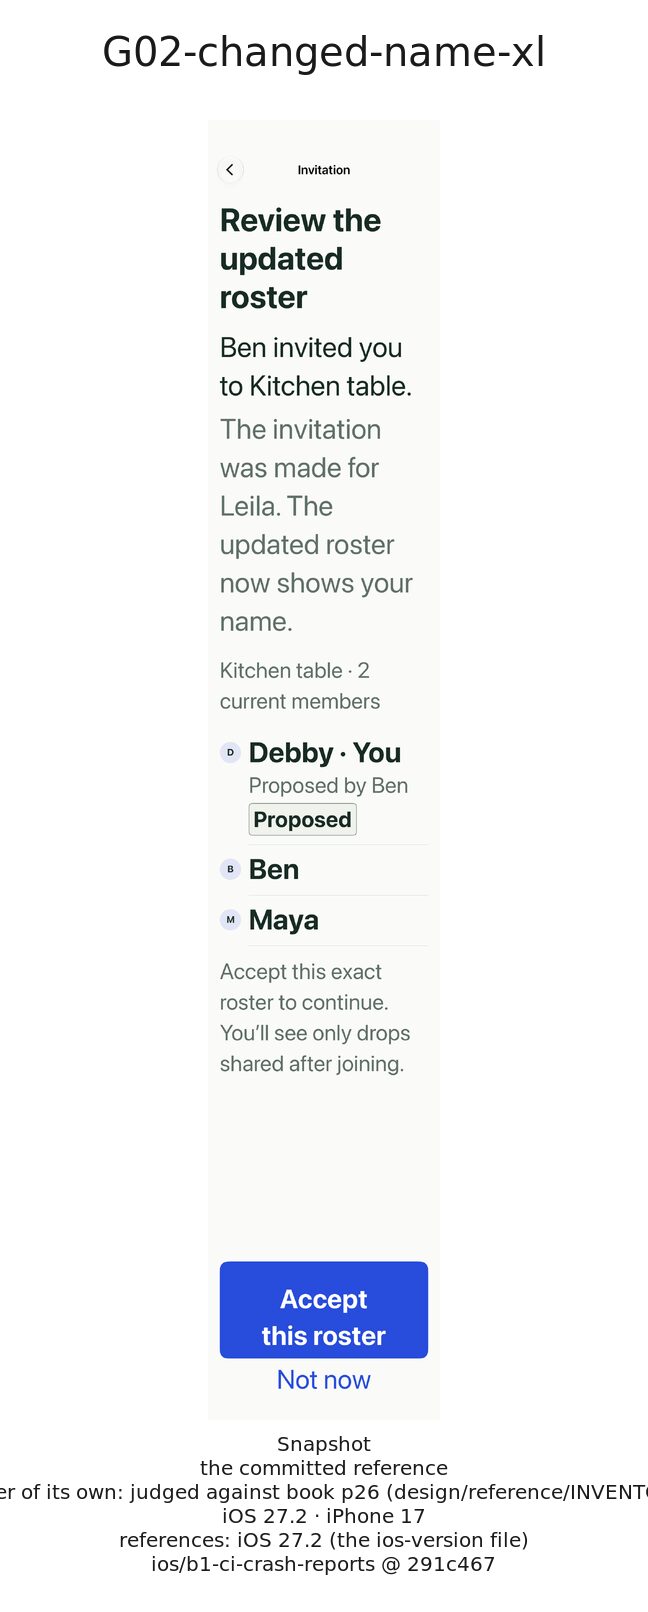 G02-changed-name-xl
Invitation
Review the
updated
roster
Ben invited you
to Kitchen table.
The invitation
was made for
Leila. The
updated roster
now shows your
name.
Kitchen table · 2
current members
D
Debby · You
Proposed by Ben
Proposed
B
Ben
M
Maya
Accept this exact
roster to continue.
You’ll see only drops
shared after joining.
Accept
this roster
Not now
Snapshot
the committed reference
of its own: judged against book p26 (design/reference/
iOS 27.2 · iPhone 17
references: iOS 27.2 (the ios-version file)
ios/b1-ci-crash-reports @ 291c467